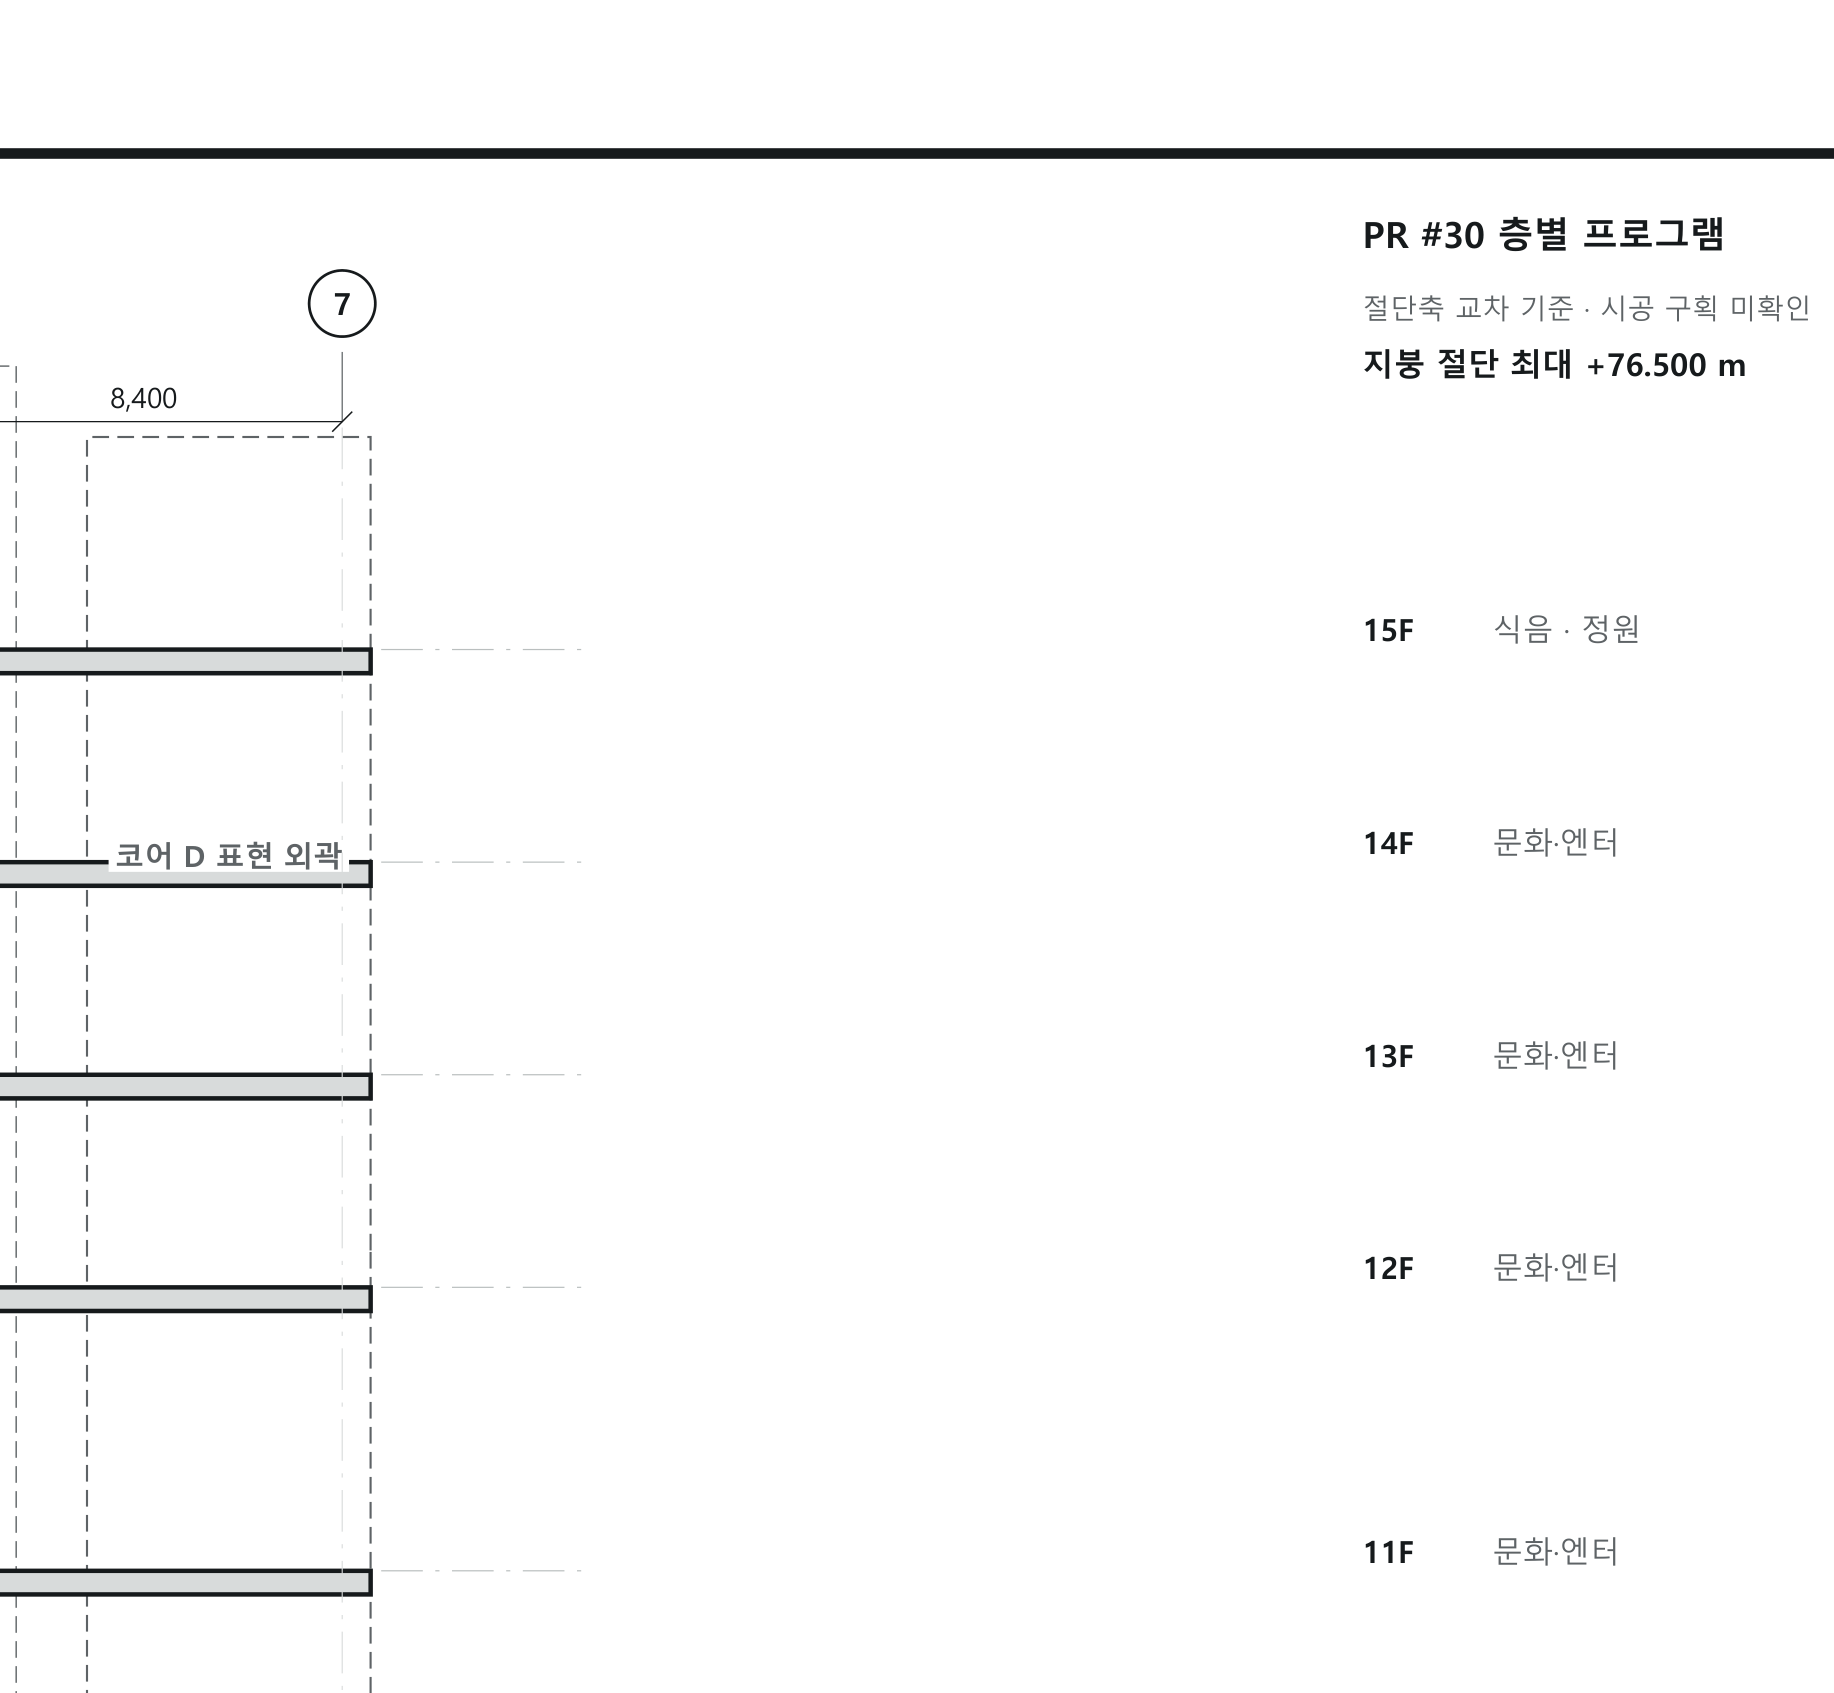 PR #30 층별 프로그램
7
절단축 교차 기준 · 시공 구획 미확인
지붕 절단 최대 +76.500 m
8,400
15F 식음 · 정원
코어 D 표현 외곽
14F 문화·엔터
13F 문화·엔터
12F 문화·엔터
11F 문화·엔터